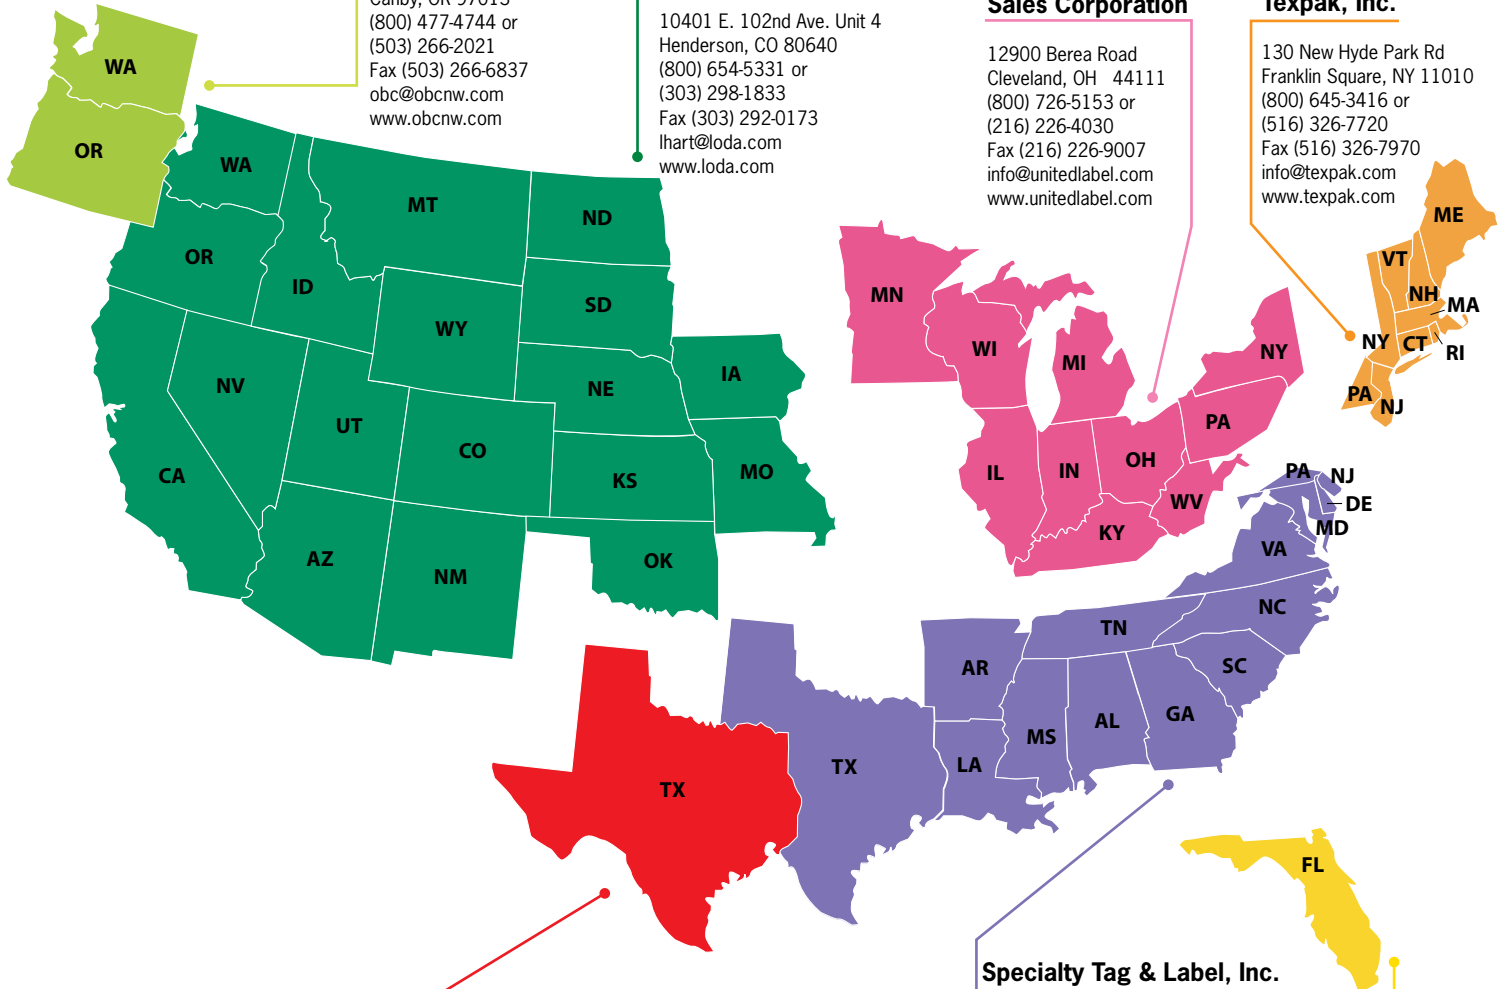 Canby, OR 97013
(800) 477-4744 or
(503) 266-2021
Fax (503) 266-6837
obc@obcnw.com
www.obcnw.com
10401 E. 102nd Ave. Unit 4
Henderson, CO 80640
(800) 654-5331 or
(303) 298-1833
Fax (303) 292-0173
lhart@loda.com
www.loda.com
Sales Corporation
12900 Berea Road
Cleveland, OH 44111
(800) 726-5153 or
(216) 226-4030
Fax (216) 226-9007
info@unitedlabel.com
www.unitedlabel.com
Texpak, Inc.
130 New Hyde Park Rd
Franklin Square, NY 11010
(800) 645-3416 or
(516) 326-7720
Fax (516) 326-7970
info@texpak.com
www.texpak.com
WA
OR
WA
OR
ID
MT
ND
SD
WY
NE
IA
NV
UT
CO
KS
MO
CA
AZ
NM
OK
MN
WI
MI
IL
IN
OH
KY
WV
PA
NY
ME
VT
NH
MA
NY
CT
RI
PA
NJ
PA
NJ
DE
MD
VA
NC
TN
SC
AR
MS
AL
GA
LA
TX
TX
FL
Specialty Tag & Label, Inc.